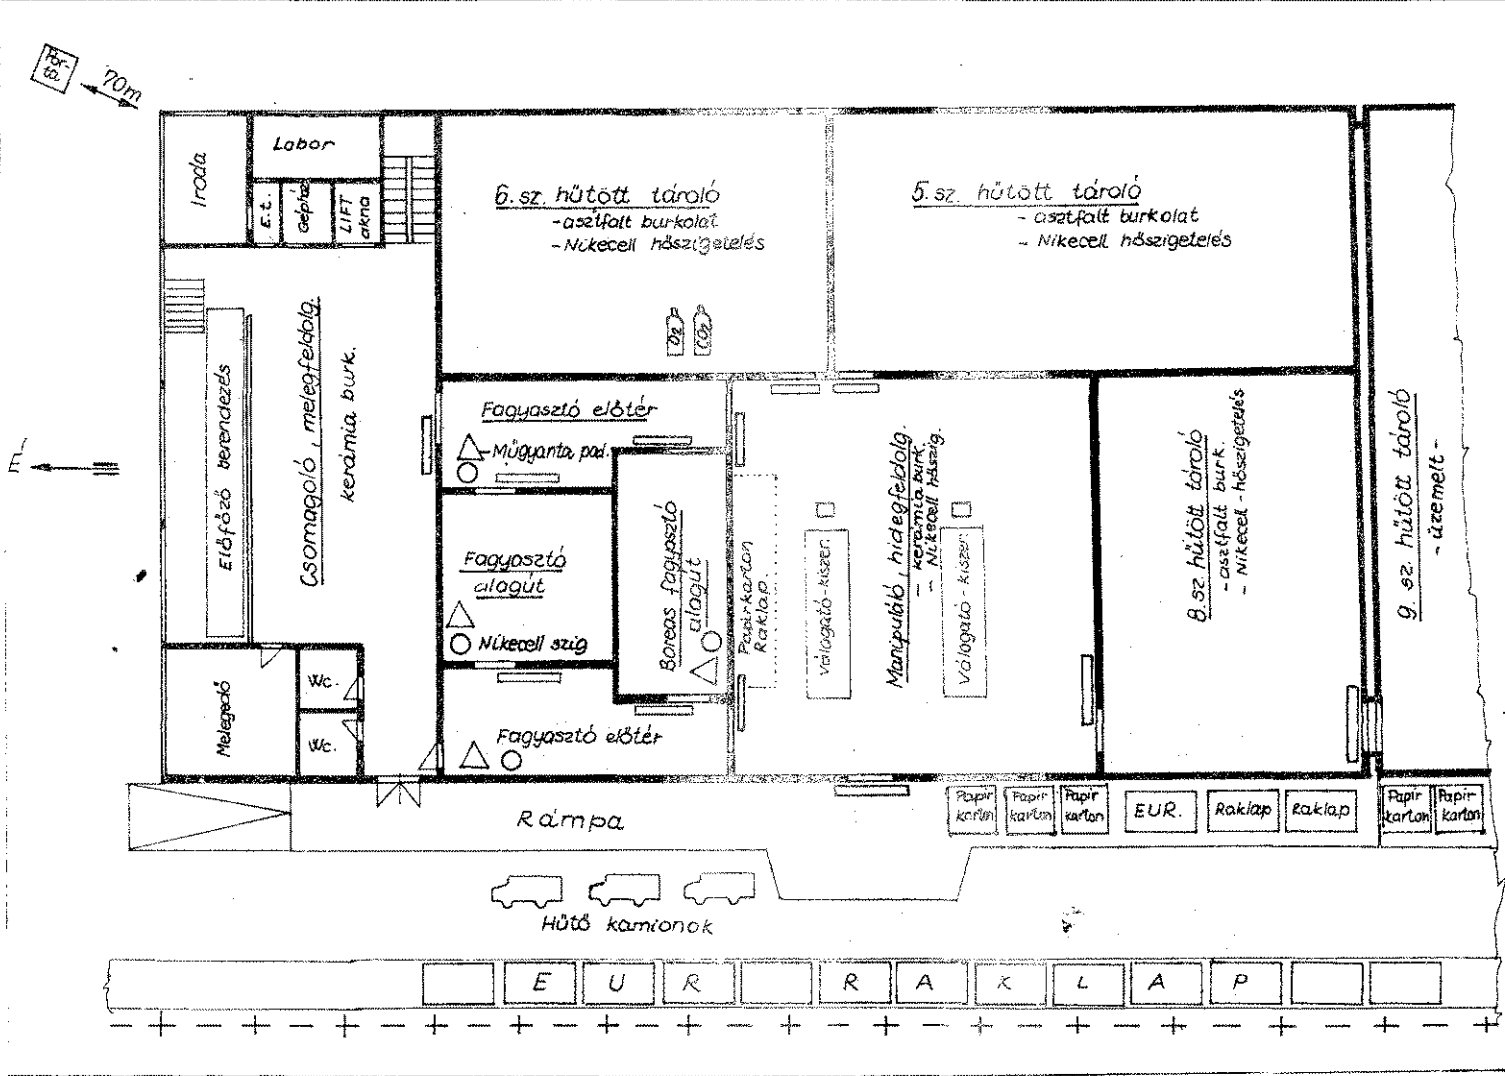 Por-
ta
70m
Iroda
Labor
E.t.
Gépház
LIFT
akna
6.sz. hűtött tároló
-asztfalt burkolat
-Nikecell hőszigetelés
5.sz. hűtött tároló
- asztfalt burkolat
- Nikecell hőszigetelés
O2
CO2
É
Előfőző berendezés
Csomagoló, melegfeldolg.
kerámia burk.
Fagyasztó előtér
-Műgyanta pad.
Fagyasztó
alagút
Nikecell szig
Boreas fagyasztó
alagút
Papírkarton
Raklap.
Válogató-kiszer.
Manipuláló, hidegfeldolg.
- kerámia burk.
- Nikecell hőszig.
Válogató-kiszer.
8.sz hűtött tároló
- asztfalt burk.
- Nikecell-hőszigetelés
9. sz. hűtött tároló
- üzemelt -
Melegedő
Wc.
Wc.
Fagyasztó előtér
Rámpa
Papír
karton
Papír
karton
Papír
karton
EUR.
Raklap
Raklap
Papír
karton
Papír
karton
Hűtő kamionok
E U R R A K L A P